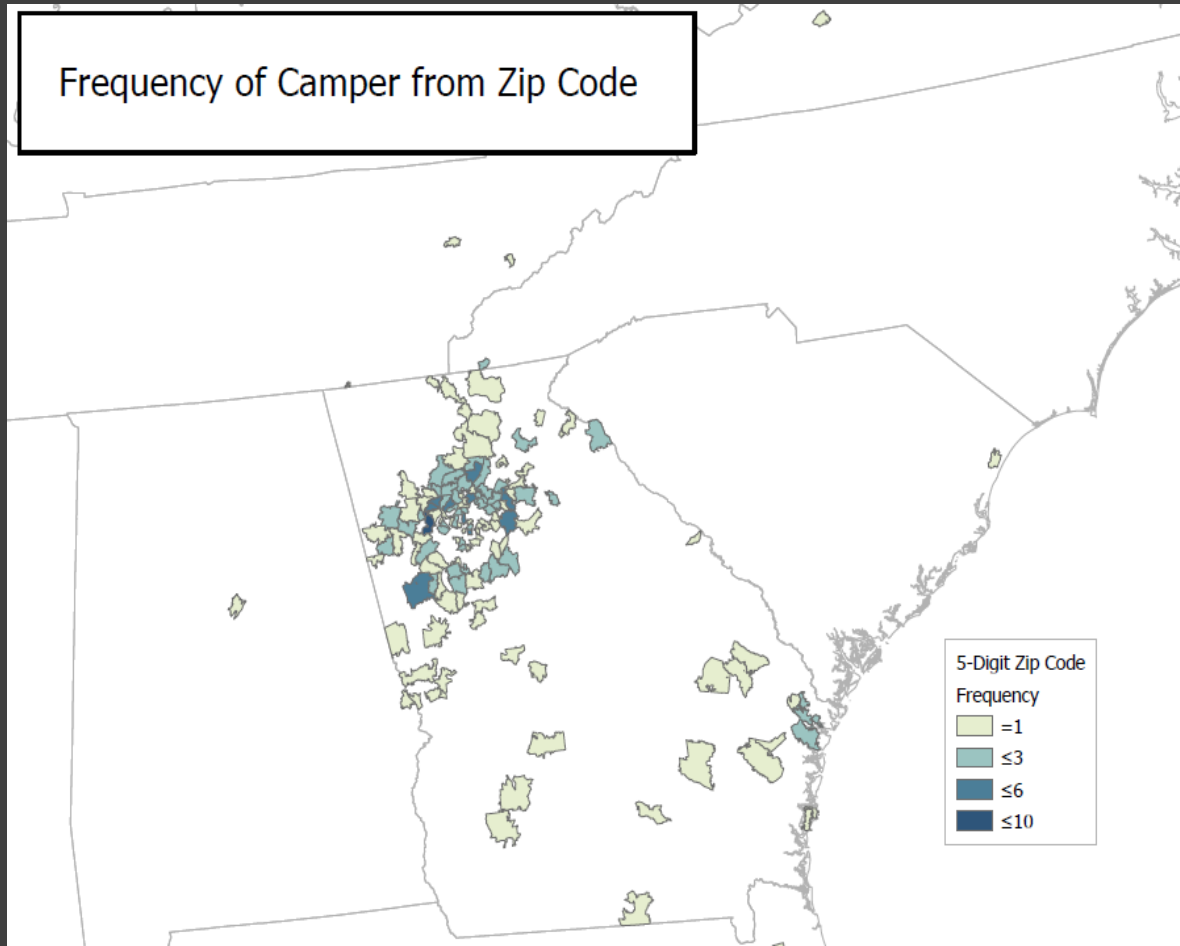 Frequency of Camper from Zip Code
5-Digit Zip Code
Frequency
=1
≤3
≤6
≤10